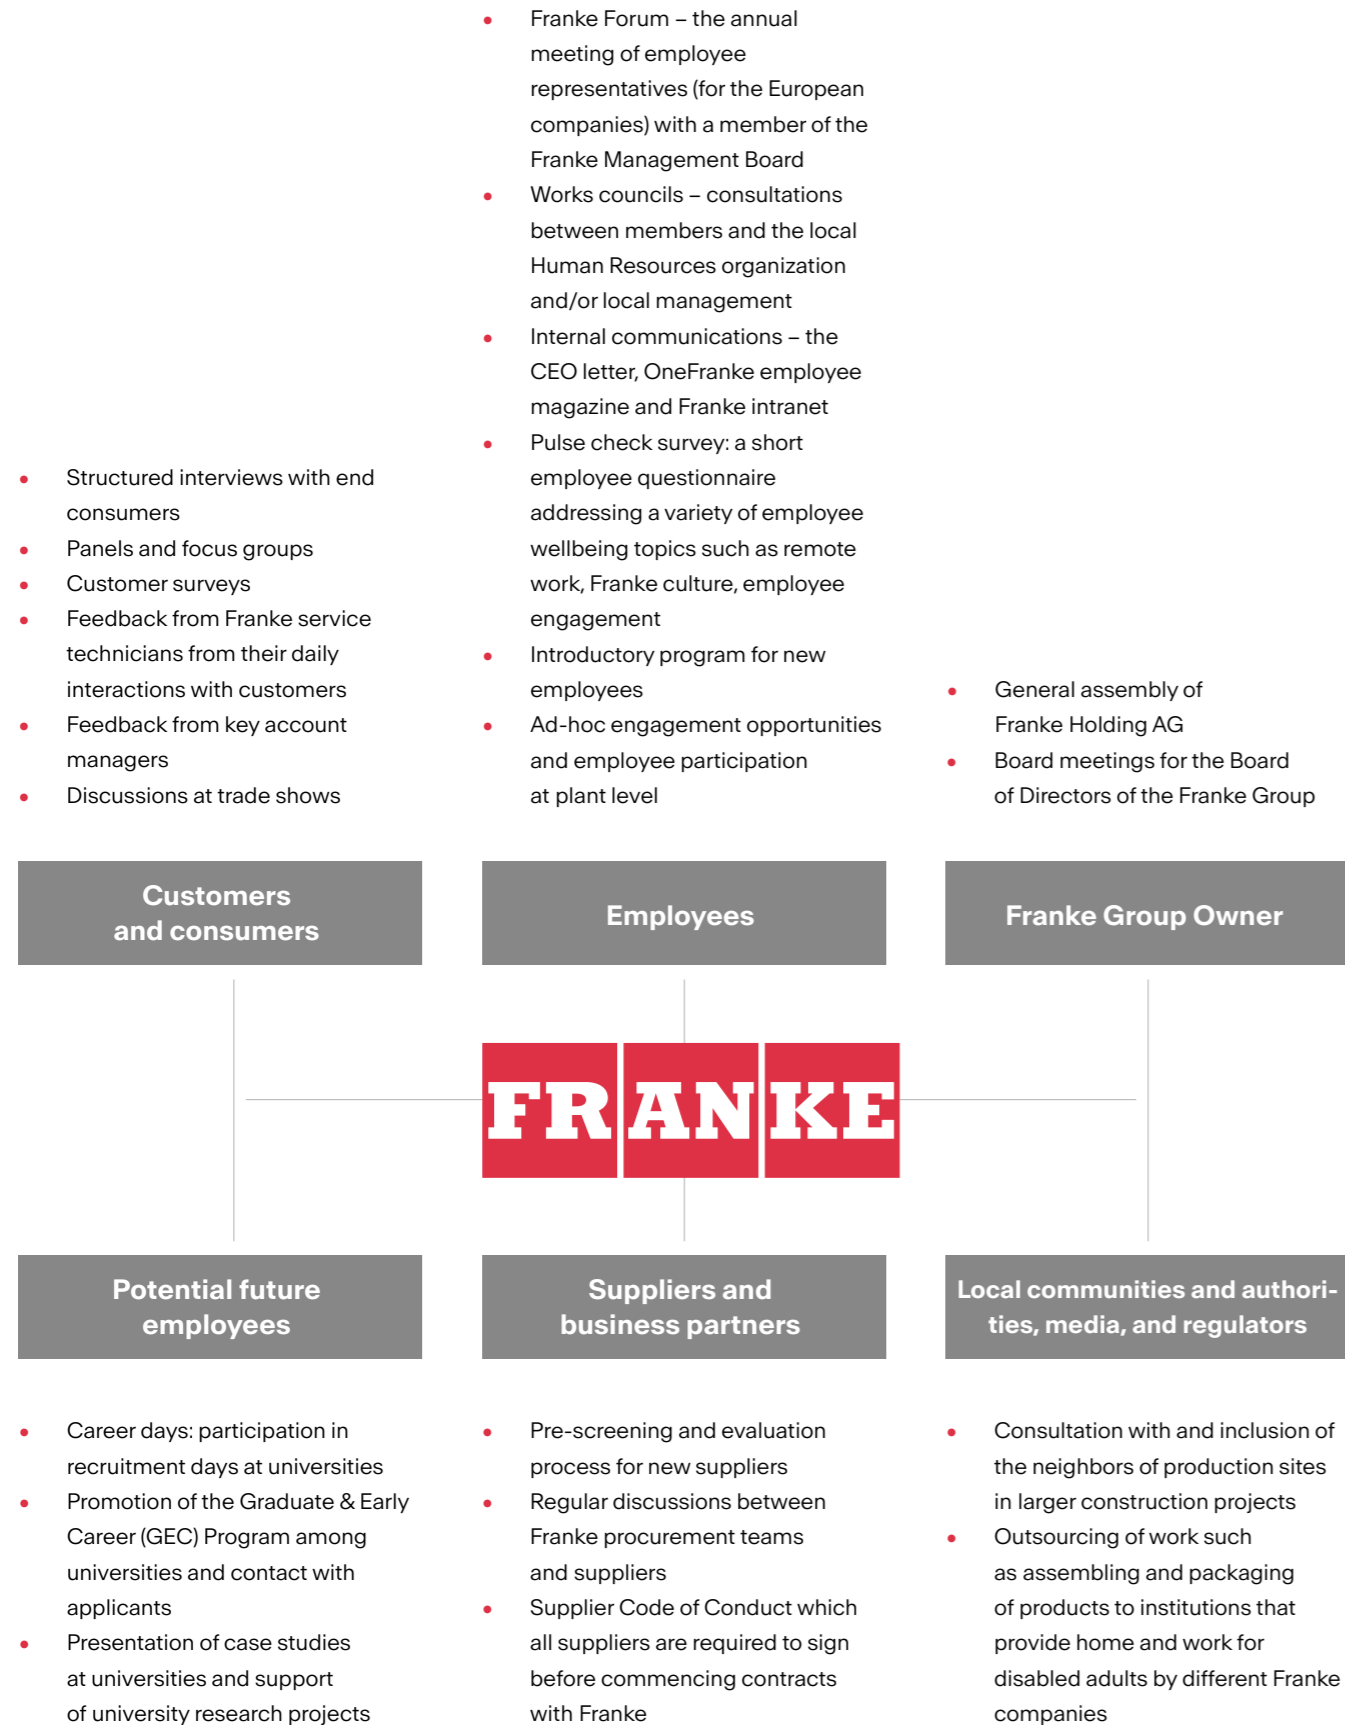 • Structured interviews with end
consumers
• Panels and focus groups
• Customer surveys
• Feedback from Franke service
technicians from their daily
interactions with customers
• Feedback from key account
managers
• Discussions at trade shows
Customers
and consumers
• Franke Forum – the annual
meeting of employee
representatives (for the European
companies) with a member of the
Franke Management Board
• Works councils – consultations
between members and the local
Human Resources organization
and/or local management
• Internal communications – the
CEO letter, OneFranke employee
magazine and Franke intranet
• Pulse check survey: a short
employee questionnaire
addressing a variety of employee
wellbeing topics such as remote
work, Franke culture, employee
engagement
• Introductory program for new
employees
• Ad-hoc engagement opportunities
and employee participation
at plant level
Employees
• General assembly of
Franke Holding AG
• Board meetings for the Board
of Directors of the Franke Group
Franke Group Owner
FRANKE
Potential future
employees
• Career days: participation in
recruitment days at universities
• Promotion of the Graduate & Early
Career (GEC) Program among
universities and contact with
applicants
• Presentation of case studies
at universities and support
of university research projects
Suppliers and
business partners
• Pre-screening and evaluation
process for new suppliers
• Regular discussions between
Franke procurement teams
and suppliers
• Supplier Code of Conduct which
all suppliers are required to sign
before commencing contracts
with Franke
Local communities and authori-
ties, media, and regulators
• Consultation with and inclusion of
the neighbors of production sites
in larger construction projects
• Outsourcing of work such
as assembling and packaging
of products to institutions that
provide home and work for
disabled adults by different Franke
companies